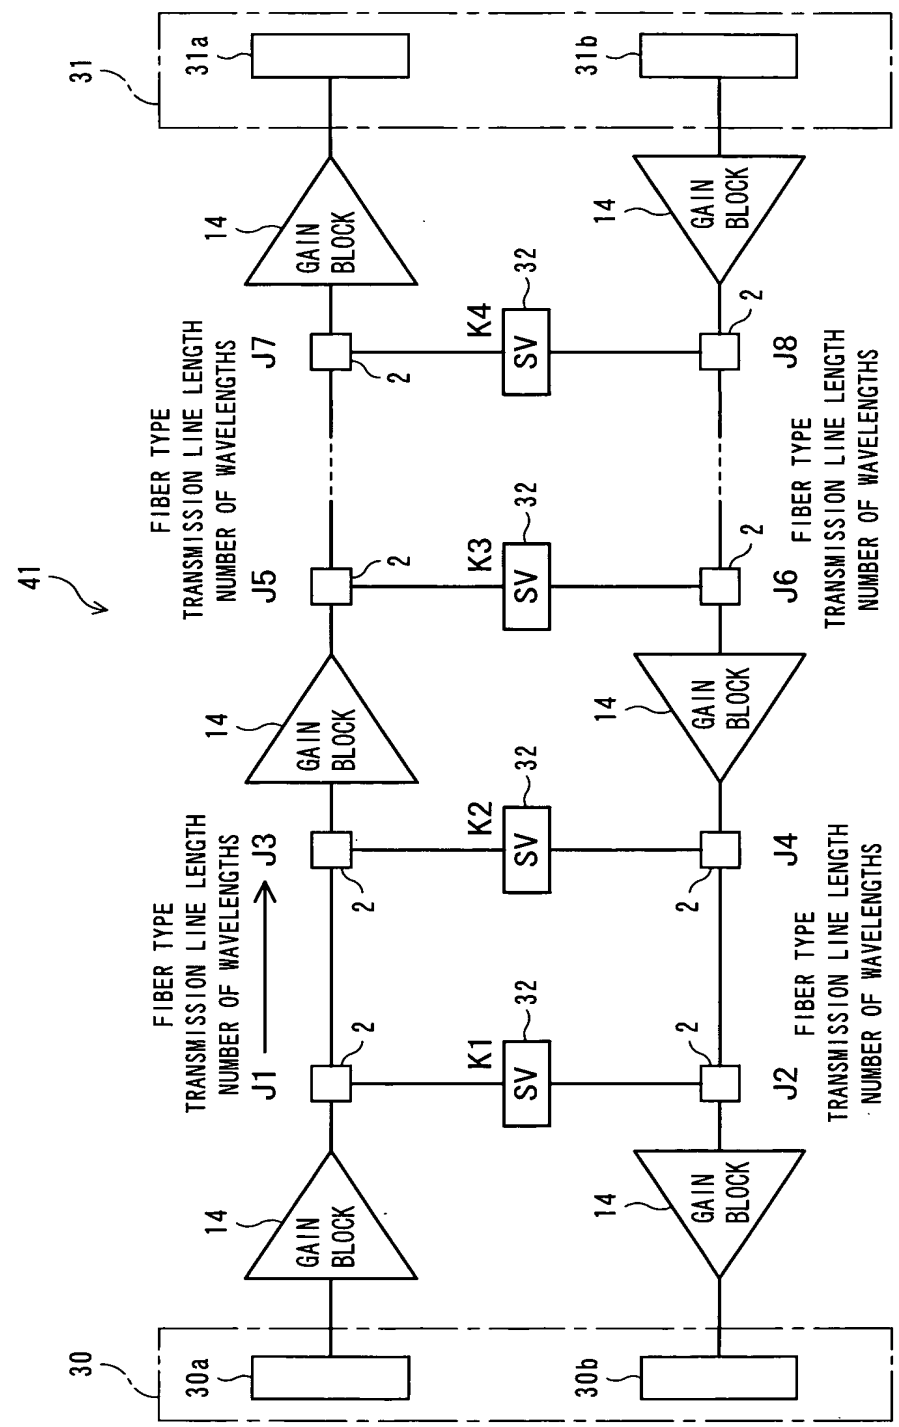 41
30
30a
14
GAIN
BLOCK
J1
2
FIBER TYPE
TRANSMISSION LINE LENGTH
NUMBER OF WAVELENGTHS
J3
2
14
GAIN
BLOCK
J5
2
FIBER TYPE
TRANSMISSION LINE LENGTH
NUMBER OF WAVELENGTHS
J7
2
14
GAIN
BLOCK
31
31a
K1
SV
32
K2
SV
32
K3
SV
32
K4
SV
32
30b
14
GAIN
BLOCK
2
J2
FIBER TYPE
TRANSMISSION LINE LENGTH
NUMBER OF WAVELENGTHS
2
J4
14
GAIN
BLOCK
2
J6
FIBER TYPE
TRANSMISSION LINE LENGTH
NUMBER OF WAVELENGTHS
2
J8
14
GAIN
BLOCK
31b